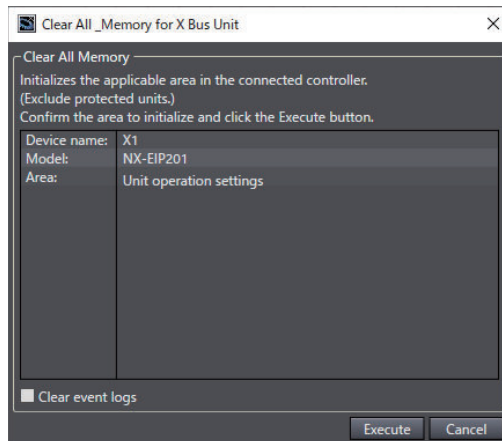 Clear All _Memory for X Bus Unit
Clear All Memory
Initializes the applicable area in the connected controller.
(Exclude protected units.)
Confirm the area to initialize and click the Execute button.
Device name: X1
Model: NX-EIP201
Area: Unit operation settings
Clear event logs
Execute Cancel